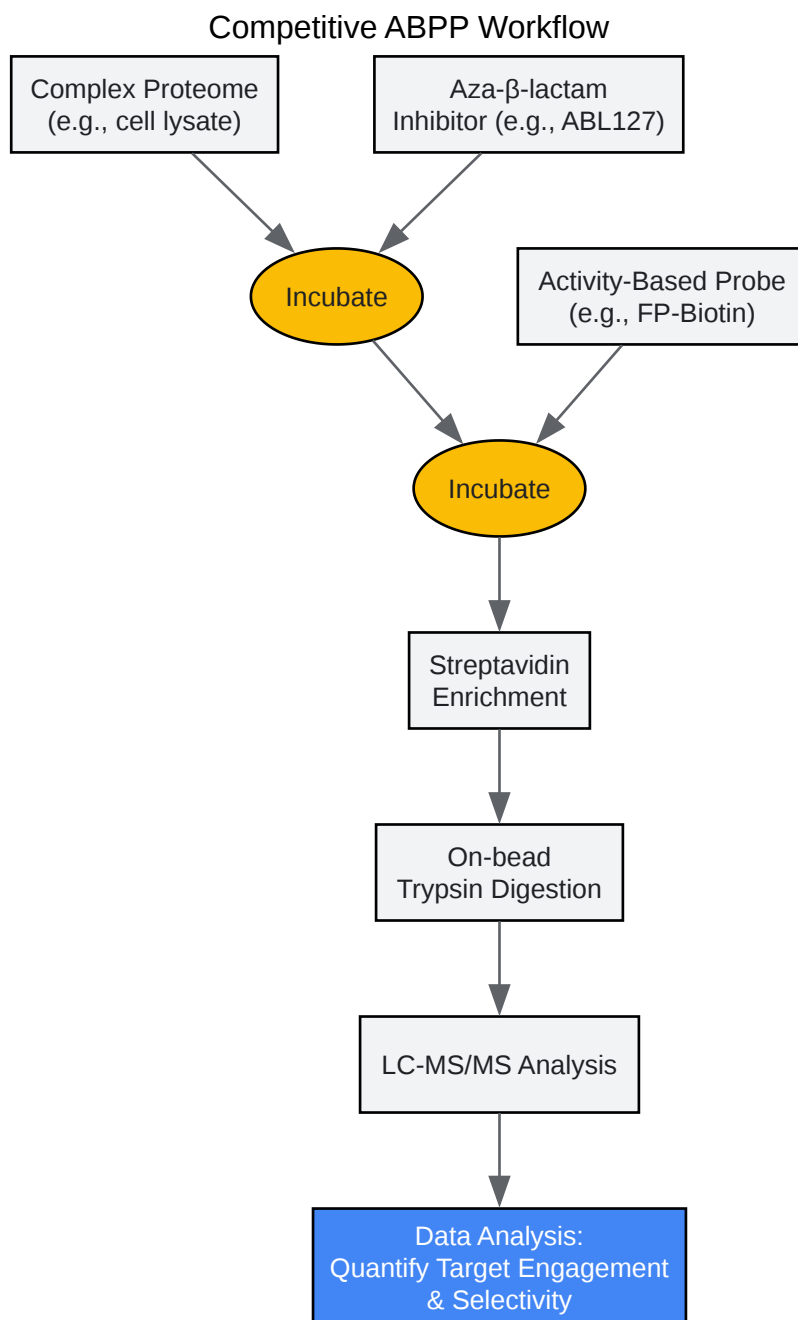 Competitive ABPP Workflow
Complex Proteome
(e.g., cell lysate)
Aza-β-lactam
Inhibitor (e.g., ABL127)
Incubate
Activity-Based Probe
(e.g., FP-Biotin)
Incubate
Streptavidin
Enrichment
On-bead
Trypsin Digestion
LC-MS/MS Analysis
Data Analysis:
Quantify Target Engagement
& Selectivity